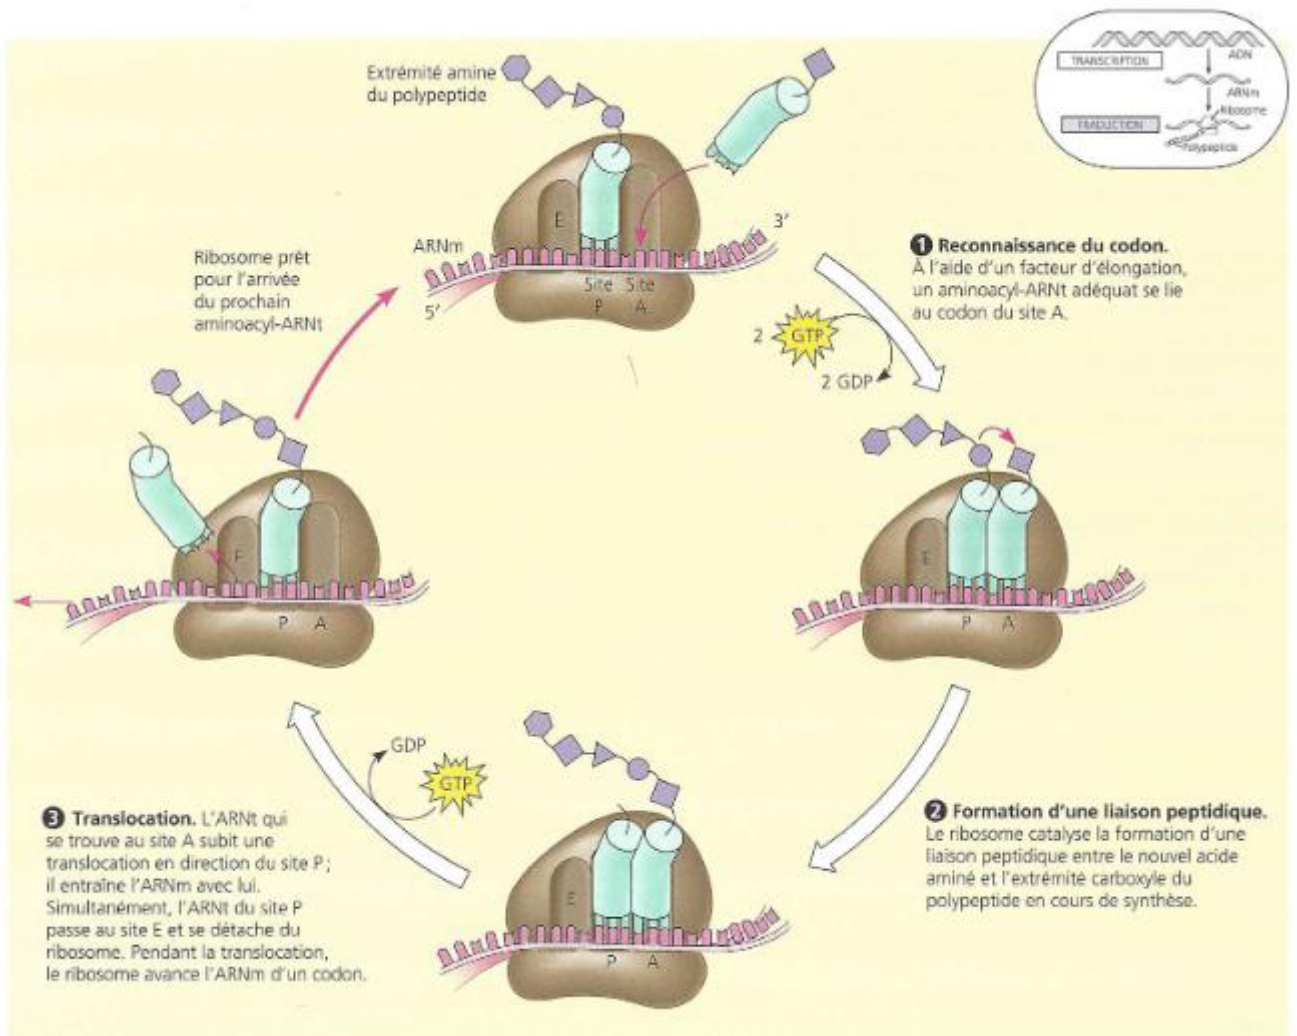 Extrémité amine
du polypeptide
TRANSCRIPTION
ADN
ARNm
Ribosome
TRADUCTION
Polypeptide
E
ARNm
3'
5'
Site Site
P A
Ribosome prêt
pour l'arrivée
du prochain
aminoacyl-ARNt
1 Reconnaissance du codon.
À l'aide d'un facteur d'élongation,
un aminoacyl-ARNt adéquat se lie
au codon du site A.
2 GTP
2 GDP
E
P A
E
P A
GDP
GTP
3 Translocation. L'ARNt qui
se trouve au site A subit une
translocation en direction du site P;
il entraîne l'ARNm avec lui.
Simultanément, l'ARNt du site P
passe au site E et se détache du
ribosome. Pendant la translocation,
le ribosome avance l'ARNm d'un codon.
2 Formation d'une liaison peptidique.
Le ribosome catalyse la formation d'une
liaison peptidique entre le nouvel acide
aminé et l'extrémité carboxyle du
polypeptide en cours de synthèse.
E
P A